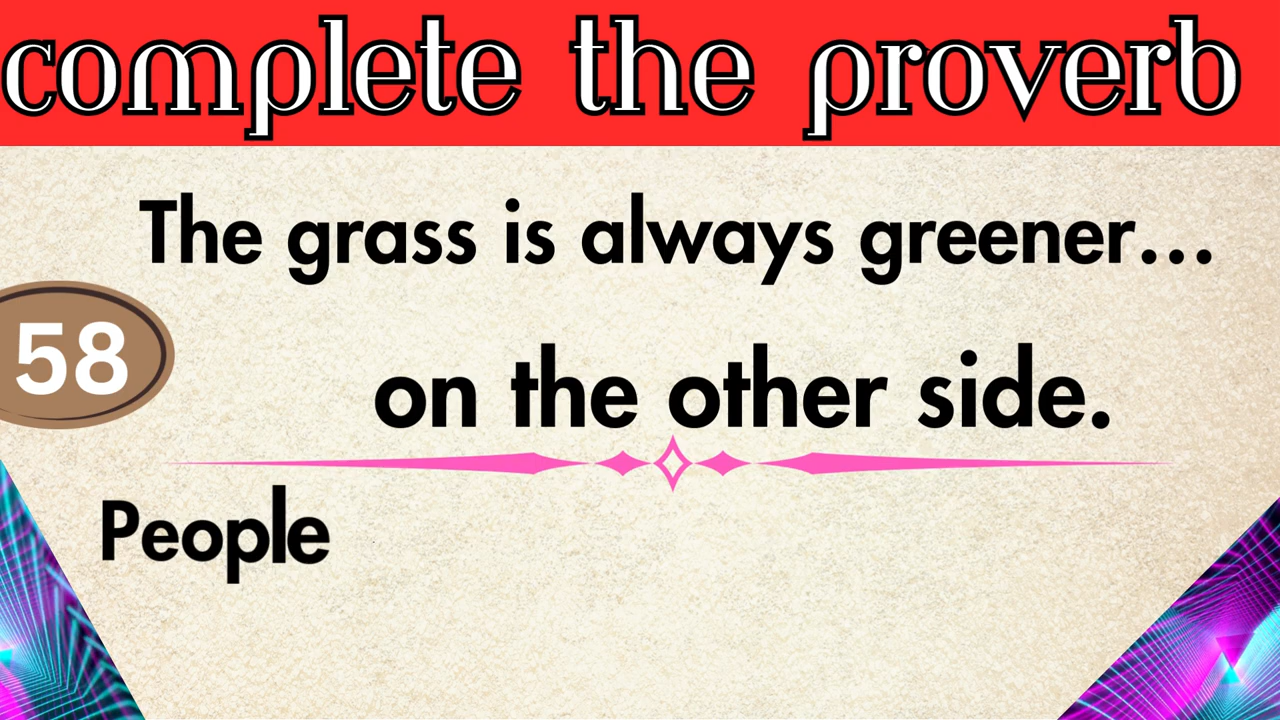 complete the proverb
The grass is always greener...
58
on the other side.
People